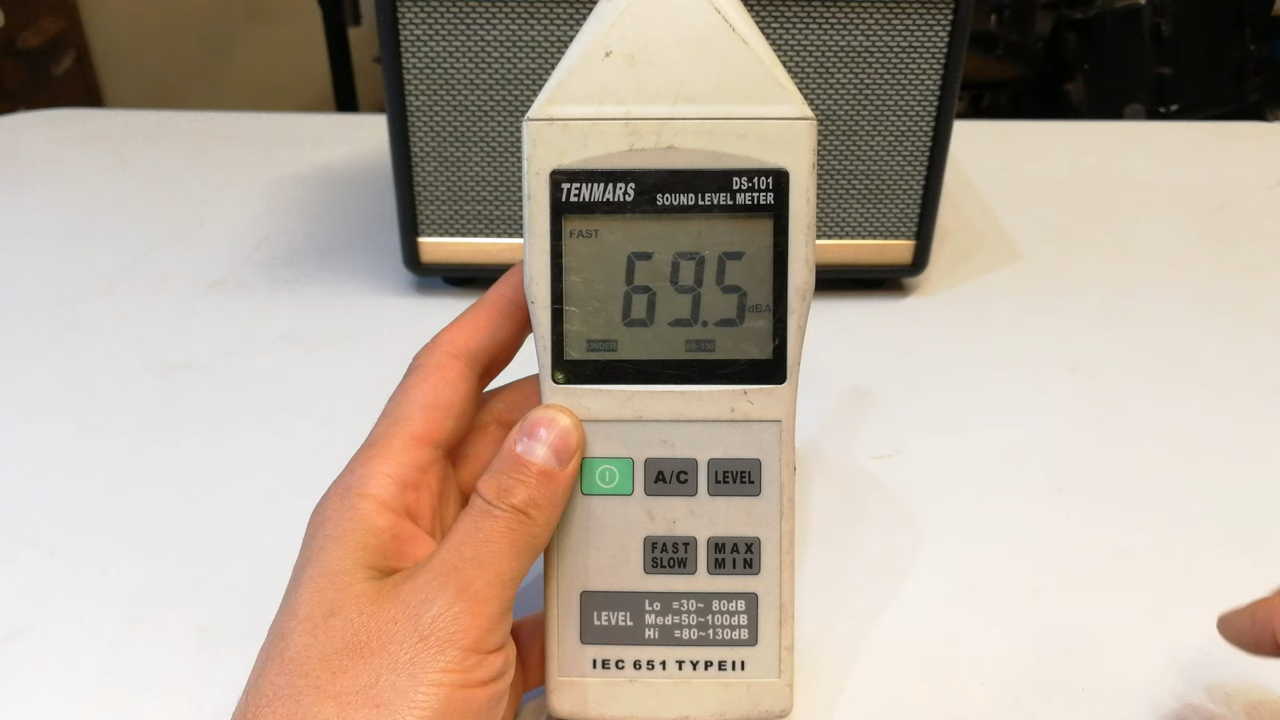 TENMARS
DS-101
SOUND LEVEL METER
FAST
69.5 dBA
UNDER
A/C LEVEL
FAST SLOW MAX MIN
LEVEL
Lo =30~ 80dB
Med=50~100dB
Hi =80~130dB
IEC 651 TYPEII